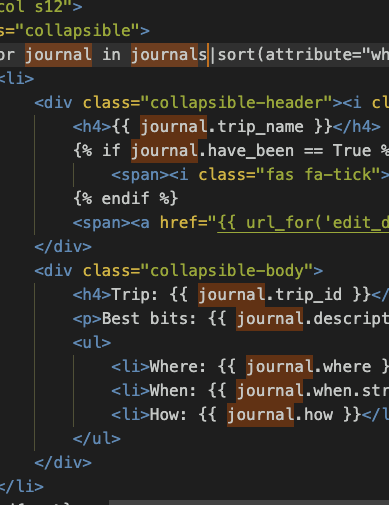 col s12">
s="collapsible">
or journal in journals|sort(attribute="wh
<li>
<div class="collapsible-header"><i cl
<h4>{{ journal.trip_name }}</h4>
{% if journal.have_been == True %
<span><i class="fas fa-tick">
{% endif %}
<span><a href="{{ url_for('edit_d
</div>
<div class="collapsible-body">
<h4>Trip: {{ journal.trip_id }}</
<p>Best bits: {{ journal.descript
<ul>
<li>Where: {{ journal.where }
<li>When: {{ journal.when.str
<li>How: {{ journal.how }}</l
</ul>
</div>
</li>